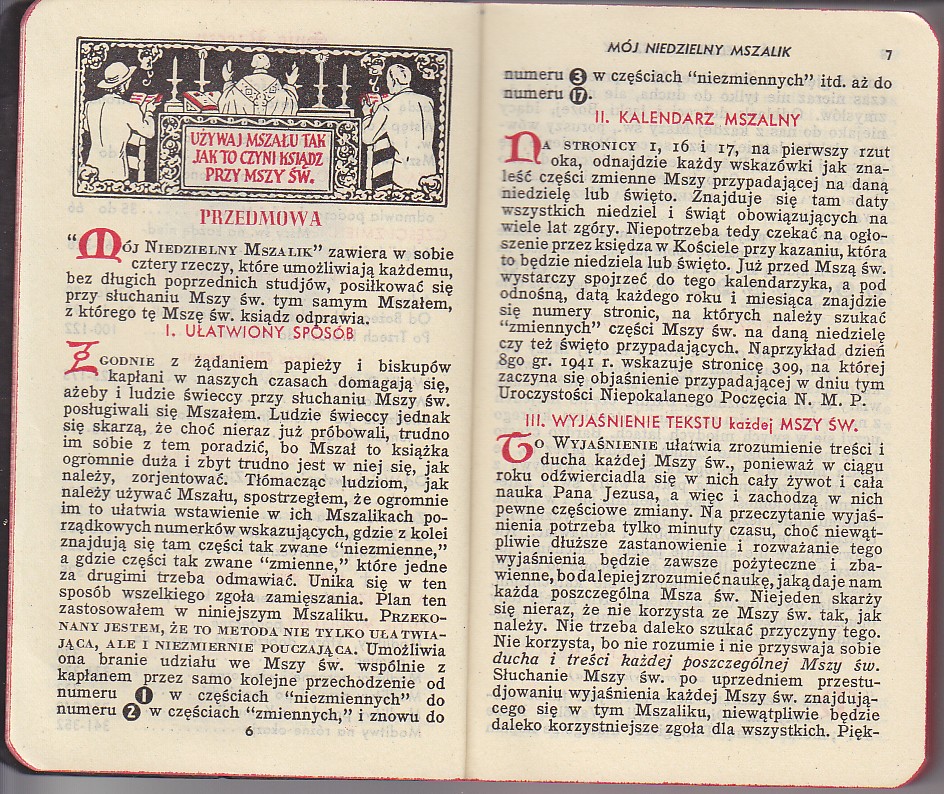 UŻYWAJ MSZAŁU TAK
JAK TO CZYNI KSIĄDZ
PRZY MSZY ŚW.
PRZEDMOWA
“MÓJ NIEDZIELNY MSZALIK” zawiera w sobie
cztery rzeczy, które umożliwiają każdemu,
bez długich poprzednich studjów, posiłkować się
przy słuchaniu Mszy św. tym samym Mszałem,
z którego tę Mszę św. ksiądz odprawia.
I. UŁATWIONY SPOSÓB
ZGODNIE z żądaniem papieży i biskupów
kapłani w naszych czasach domagają się,
ażeby i ludzie świeccy przy słuchaniu Mszy św.
posługiwali się Mszałem. Ludzie świeccy jednak
się skarzą, że choć nieraz już próbowali, trudno
im sobie z tem poradzić, bo Mszał to książka
ogromnie duża i zbyt trudno jest w niej się, jak
należy, zorjentować. Tłomacząc ludziom, jak
należy używać Mszału, spostrzegłem, że ogromnie
im to ułatwia wstawienie w ich Mszalikach po-
rządkowych numerków wskazujących, gdzie z kolei
znajdują się tam części tak zwane “niezmienne,”
a gdzie części tak zwane “zmienne,” które jedne
za drugimi trzeba odmawiać. Unika się w ten
sposób wszelkiego zgoła zamięszania. Plan ten
zastosowałem w niniejszym Mszaliku. PRZEKO-
NANY JESTEM, ŻE TO METODA NIE TYLKO UŁATWIA-
JĄCA, ALE I NIEZMIERNIE POUCZAJĄCA. Umożliwia
ona branie udziału we Mszy św. wspólnie z
kapłanem przez samo kolejne przechodzenie od
numeru 1 w częściach “niezmiennych” do
numeru 2 w częściach “zmiennych,” i znowu do
6
MÓJ NIEDZIELNY MSZALIK 7
numeru 3 w częściach “niezmiennych” itd. aż do
numeru 17.
II. KALENDARZ MSZALNY
NA STRONICY 1, 16 i 17, na pierwszy rzut
oka, odnajdzie każdy wskazówki jak zna-
leść części zmienne Mszy przypadającej na daną
niedzielę lub święto. Znajduje się tam daty
wszystkich niedziel i świąt obowiązujących na
wiele lat zgóry. Niepotrzeba tedy czekać na ogło-
szenie przez księdza w Kościele przy kazaniu, która
to będzie niedziela lub święto. Już przed Mszą św.
wystarczy spojrzeć do tego kalendarzyka, a pod
odnośną, datą każdego roku i miesiąca znajdzie
się numery stronic, na których należy szukać
“zmiennych” części Mszy św. na daną niedzielę
czy też święto przypadających. Naprzykład dzień
8go gr. 1941 r. wskazuje stronicę 309, na której
zaczyna się objaśnienie przypadającej w dniu tym
Uroczystości Niepokalanego Poczęcia N. M. P.
III. WYJAŚNIENIE TEKSTU każdej MSZY ŚW.
TO WYJAŚNIENIE ułatwia zrozumienie treści i
ducha każdej Mszy św., ponieważ w ciągu
roku odźwierciadla się w nich cały żywot i cała
nauka Pana Jezusa, a więc i zachodzą w nich
pewne częściowe zmiany. Na przeczytanie wyjaś-
nienia potrzeba tylko minuty czasu, choć niewąt-
pliwie dłuższe zastanowienie i rozważanie tego
wyjaśnienia będzie zawsze pożyteczne i zba-
wienne, bo dalepiej zrozumieć naukę, jaką daje nam
każda poszczególna Msza św. Niejeden skarży
się nieraz, że nie korzysta ze Mszy św. tak, jak
należy. Nie trzeba daleko szukać przyczyny tego.
Nie korzysta, bo nie rozumie i nie przyswaja sobie
ducha i treści każdej poszczególnej Mszy św.
Słuchanie Mszy św. po uprzedniem przestu-
djowaniu wyjaśnienia każdej Mszy św. znajdują-
cego się w tym Mszaliku, niewątpliwie będzie
daleko korzystniejsze zgoła dla wszystkich. Pięk-